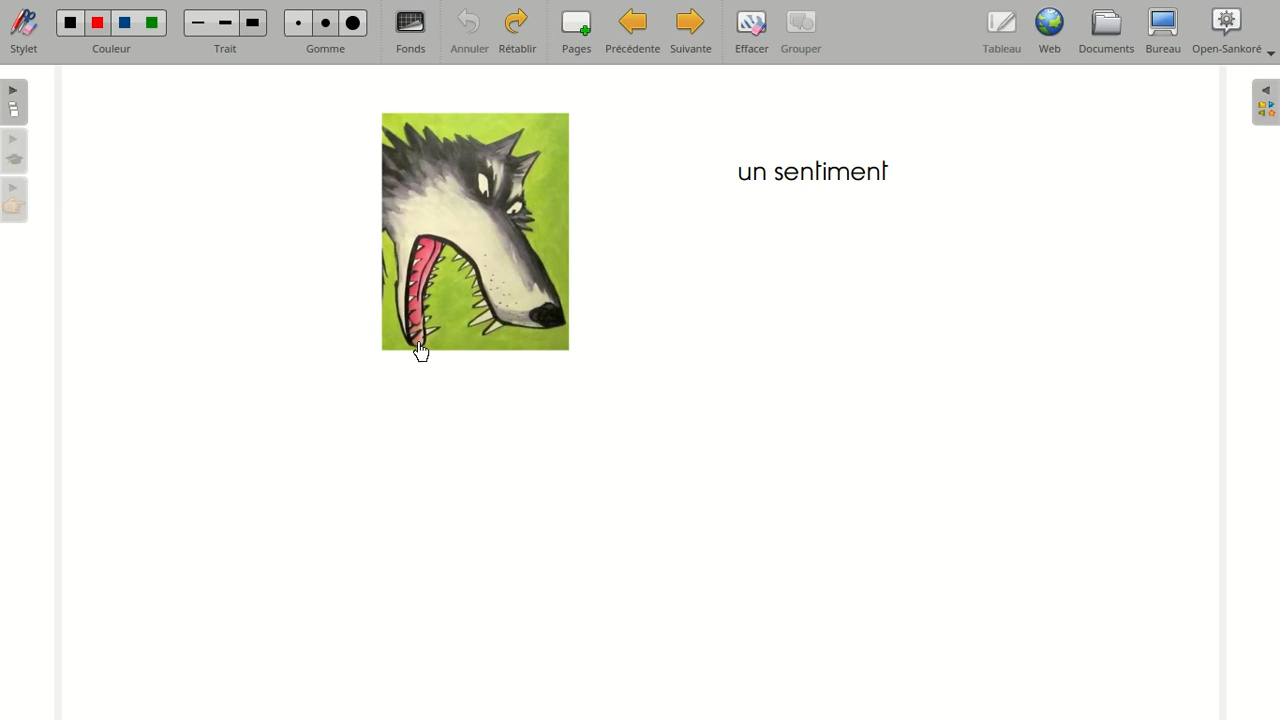 Stylet
Couleur
Trait
Gomme
Fonds
Annuler
Rétablir
Pages
Précédente
Suivante
Effacer
Grouper
Tableau
Web
Documents
Bureau
Open-Sankoré
un sentiment